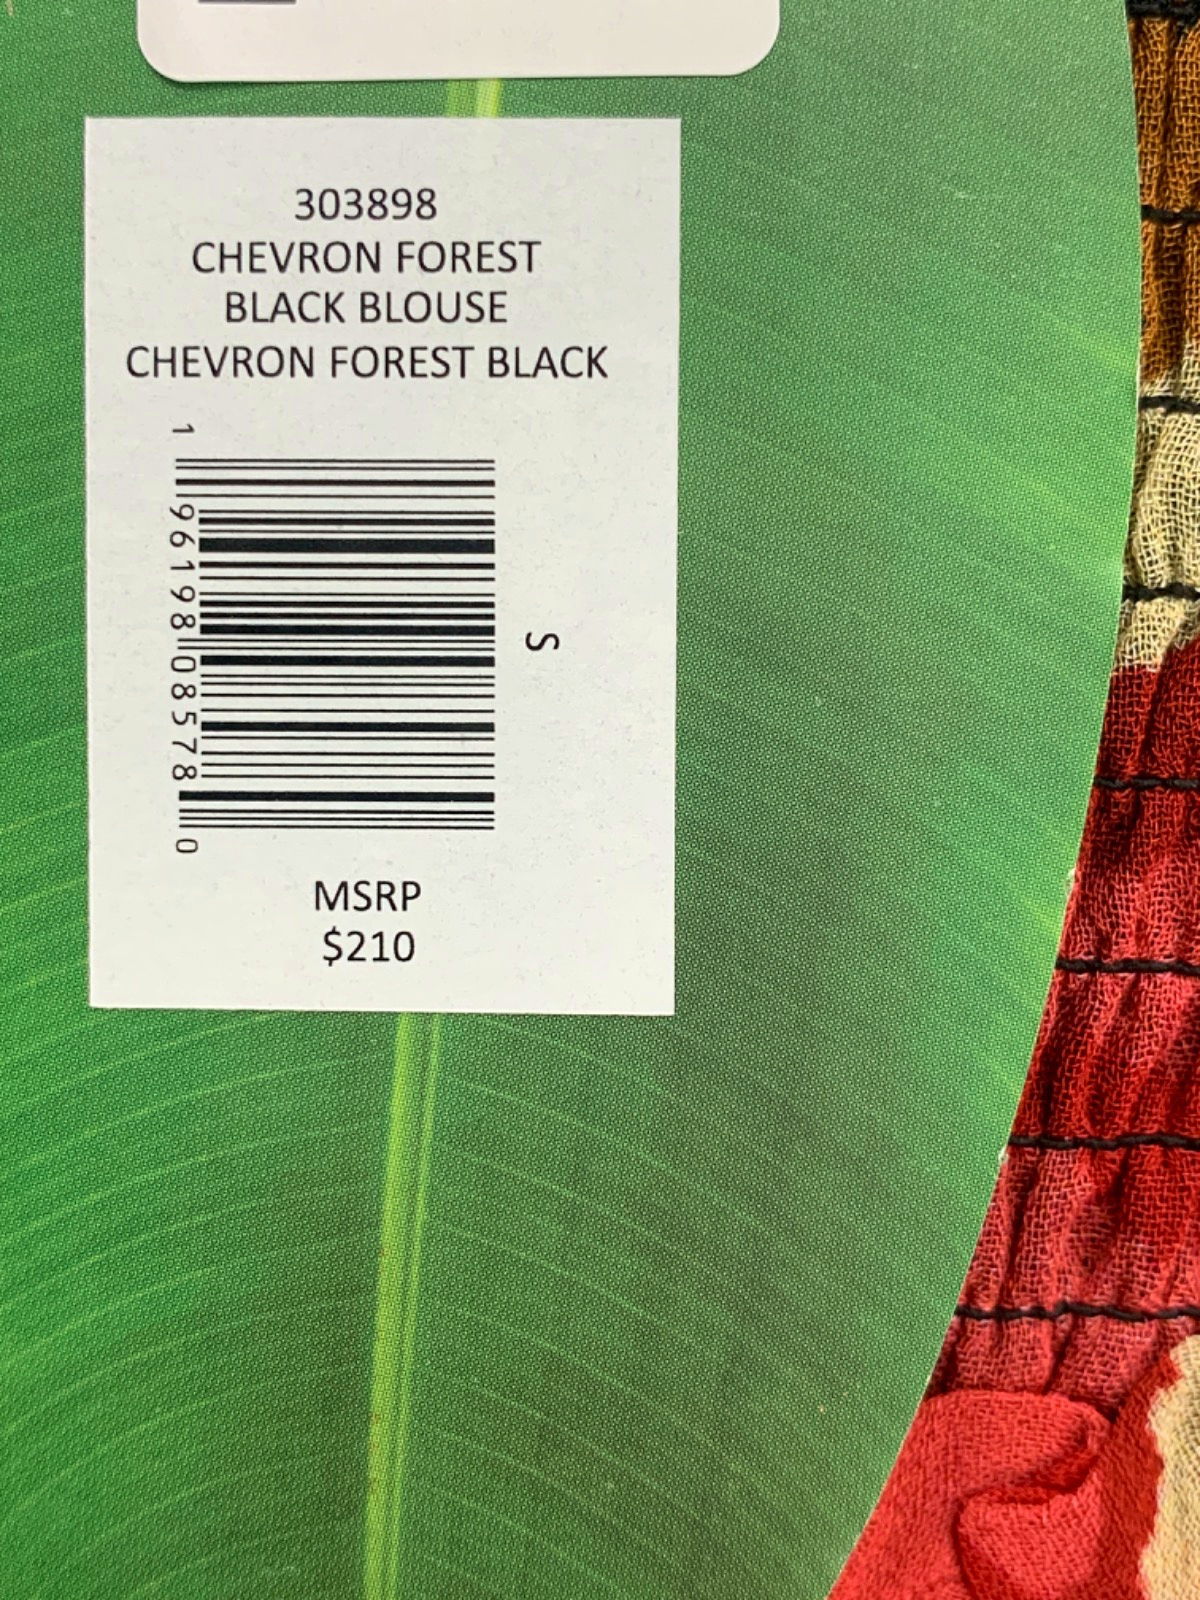 303898
CHEVRON FOREST
BLACK BLOUSE
CHEVRON FOREST BLACK
1 96198 08578 0
S
MSRP
$210